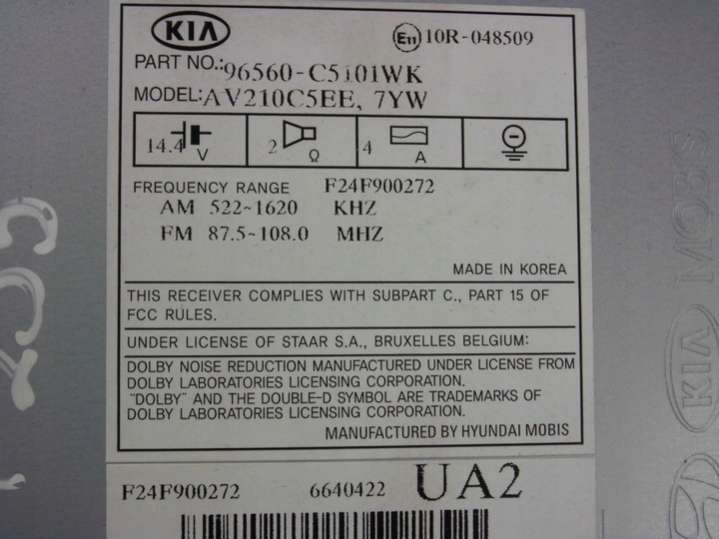 KIA
E11 10R-048509
PART NO.: 96560-C5101WK
MODEL: AV210C5EE, 7YW
14.4 V 2 Ω 4 A
FREQUENCY RANGE F24F900272
AM 522~1620 KHZ
FM 87.5~108.0 MHZ
MADE IN KOREA
THIS RECEIVER COMPLIES WITH SUBPART C., PART 15 OF
FCC RULES.
UNDER LICENSE OF STAAR S.A., BRUXELLES BELGIUM:
DOLBY NOISE REDUCTION MANUFACTURED UNDER LICENSE FROM
DOLBY LABORATORIES LICENSING CORPORATION.
"DOLBY" AND THE DOUBLE-D SYMBOL ARE TRADEMARKS OF
DOLBY LABORATORIES LICENSING CORPORATION.
MANUFACTURED BY HYUNDAI MOBIS
F24F900272 6640422 UA2
KIA MOBIS